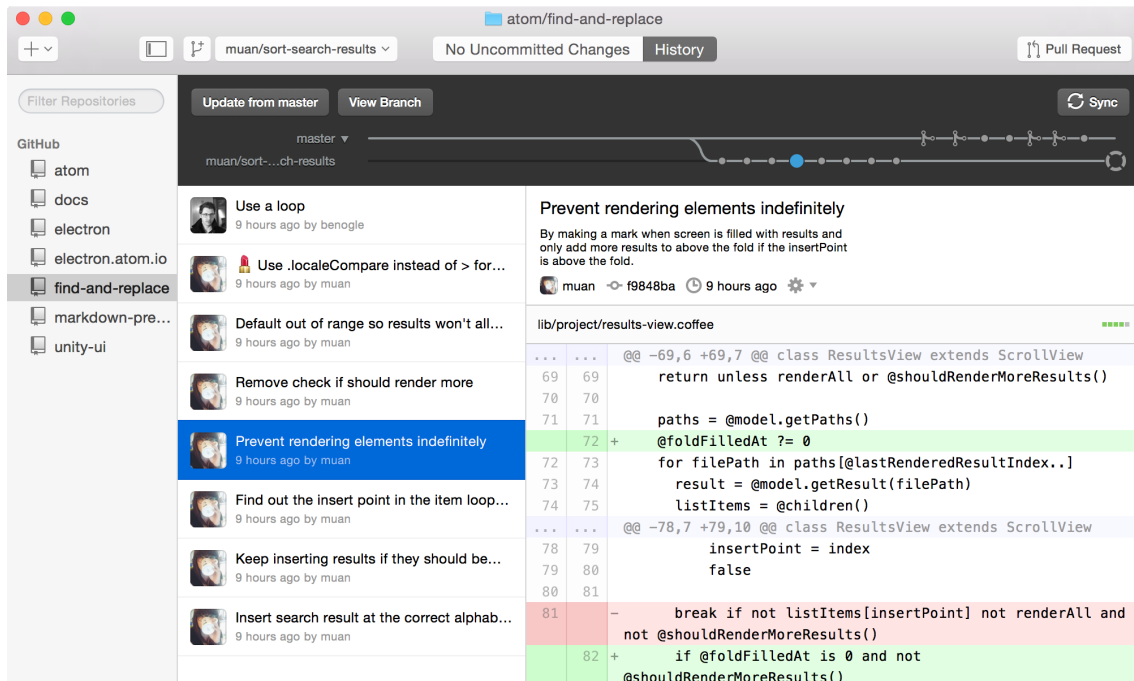 atom/find-and-replace
muan/sort-search-results
No Uncommitted Changes
History
Pull Request
Filter Repositories
GitHub
atom
docs
electron
electron.atom.io
find-and-replace
markdown-pre...
unity-ui
Update from master
View Branch
Sync
master
muan/sort-...ch-results
Use a loop
9 hours ago by benogle
Use .localeCompare instead of > for...
9 hours ago by muan
Default out of range so results won't all...
9 hours ago by muan
Remove check if should render more
9 hours ago by muan
Prevent rendering elements indefinitely
9 hours ago by muan
Find out the insert point in the item loop...
9 hours ago by muan
Keep inserting results if they should be...
9 hours ago by muan
Insert search result at the correct alphab...
9 hours ago by muan
Prevent rendering elements indefinitely
By making a mark when screen is filled with results and
only add more results to above the fold if the insertPoint
is above the fold.
muan f9848ba 9 hours ago
lib/project/results-view.coffee
... ... @@ -69,6 +69,7 @@ class ResultsView extends ScrollView
69 69 return unless renderAll or @shouldRenderMoreResults()
70 70
71 71 paths = @model.getPaths()
72 + @foldFilledAt ?= 0
72 73 for filePath in paths[@lastRenderedResultIndex..]
73 74 result = @model.getResult(filePath)
74 75 listItems = @children()
... ... @@ -78,7 +79,10 @@ class ResultsView extends ScrollView
78 79 insertPoint = index
79 80 false
80 81
81 - break if not listItems[insertPoint] not renderAll and
not @shouldRenderMoreResults()
82 + if @foldFilledAt is 0 and not
@shouldRenderMoreResults()